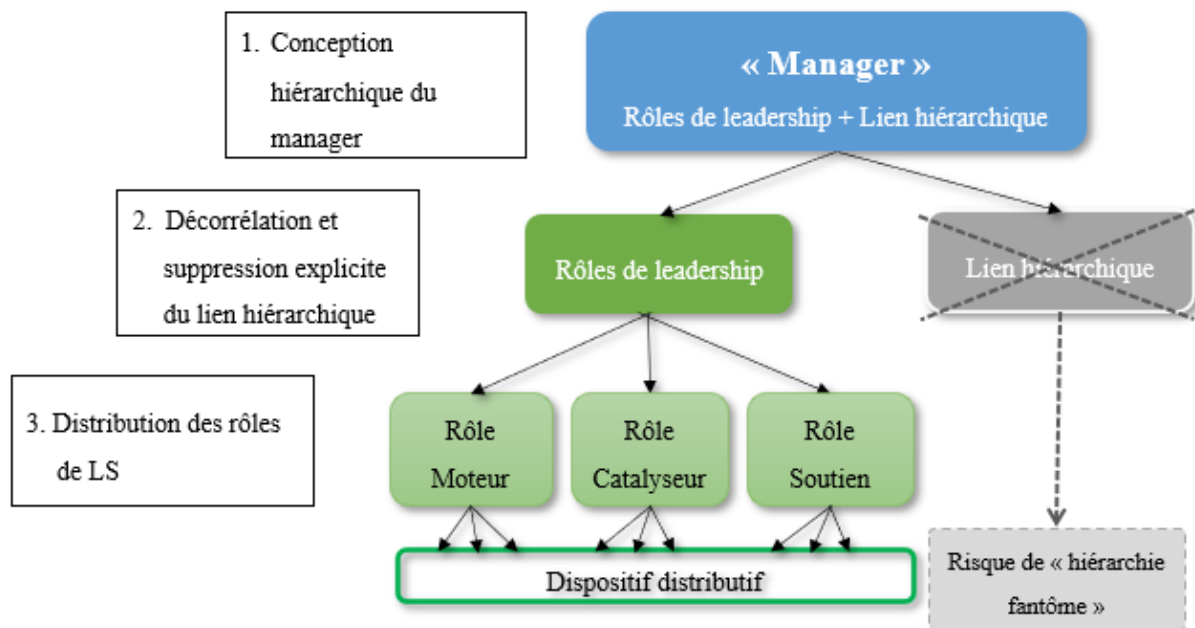 1. Conception
hiérarchique du
manager
« Manager »
Rôles de leadership + Lien hiérarchique
2. Décorrélation et
suppression explicite
du lien hiérarchique
Rôles de leadership
Lien hiérarchique
3. Distribution des rôles
de LS
Rôle
Moteur
Rôle
Catalyseur
Rôle
Soutien
Dispositif distributif
Risque de « hiérarchie
fantôme »